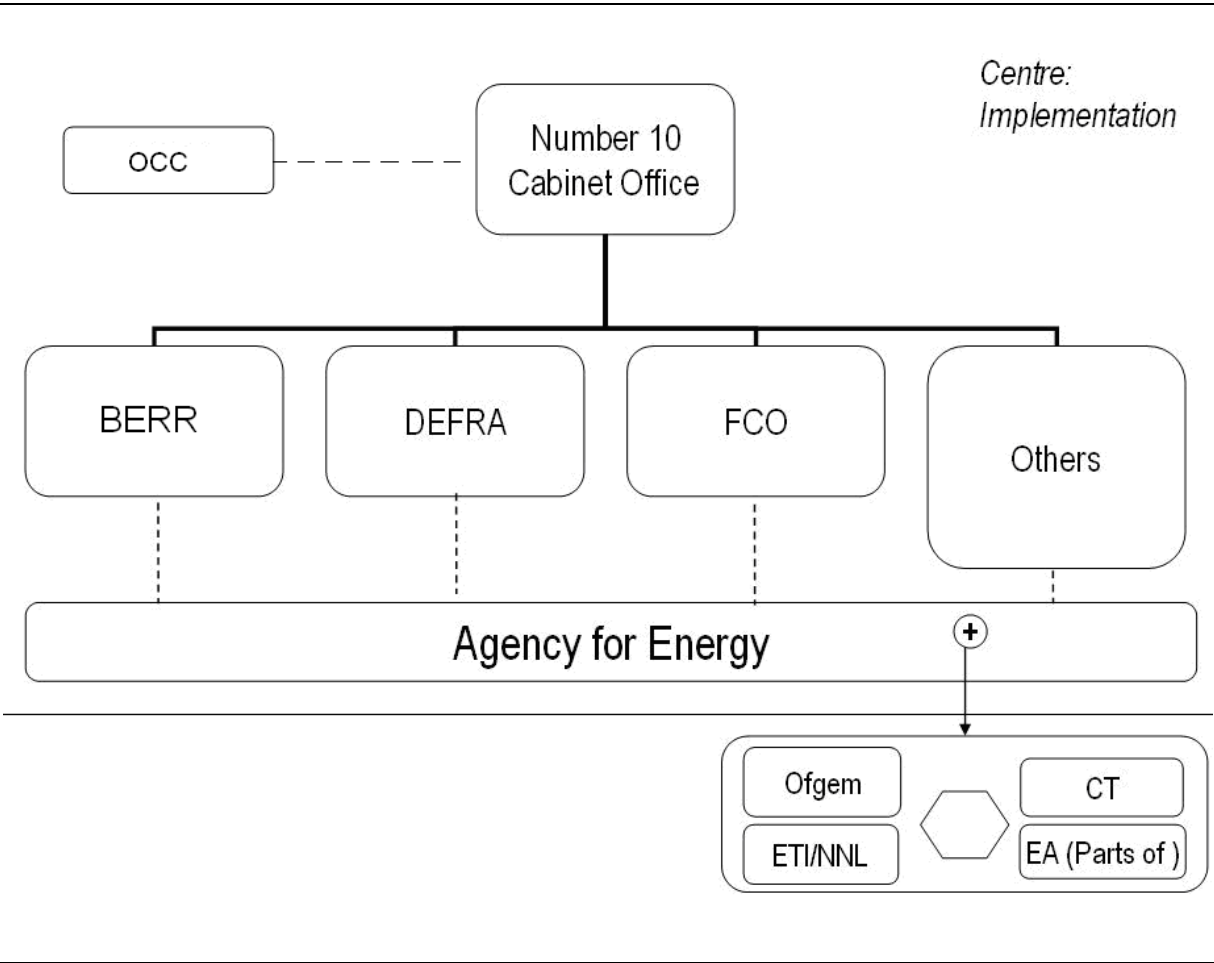 Centre:
Implementation
OCC
Number 10
Cabinet Office
BERR
DEFRA
FCO
Others
Agency for Energy
+
Ofgem
CT
ETI/NNL
EA (Parts of )